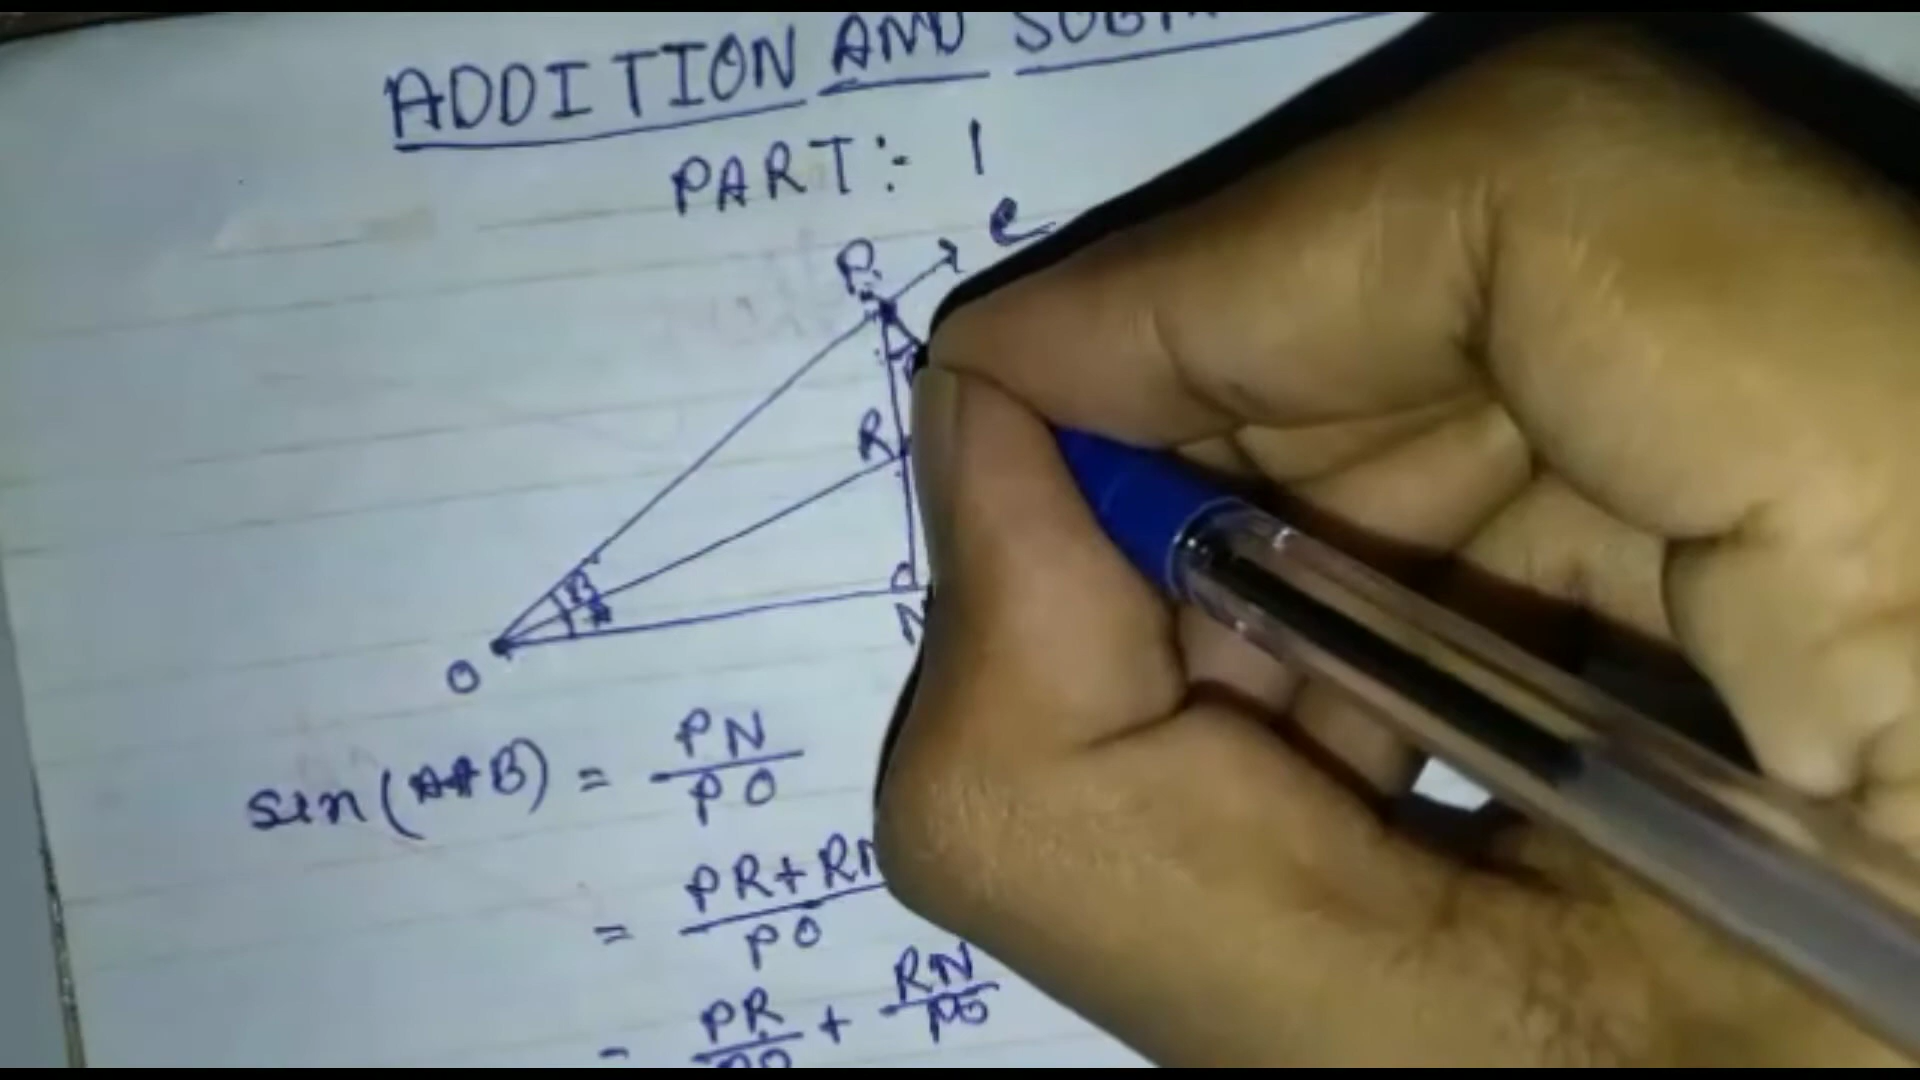 ADDITION AND
PART:- 1
P
C
R
O
sin(A+B) = PN/PO
= PR+RN/PO
= PR/PO + RN/PO